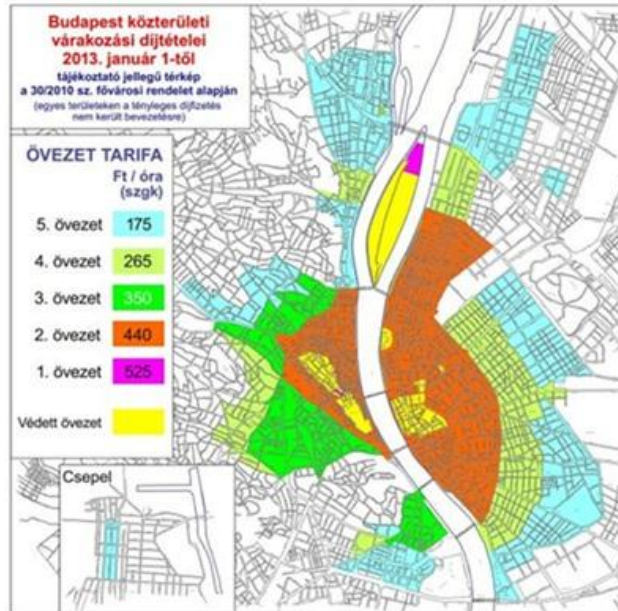 Budapest közterületi
várakozási díjtételei
2013. január 1-től
tájékoztató jellegű térkép
a 30/2010 sz. fővárosi rendelet alapján
(egyes területeken a tényleges díjfizetés
nem került bevezetésre)
ÖVEZET TARIFA
Ft / óra
(szgk)
5. övezet 175
4. övezet 265
3. övezet 350
2. övezet 440
1. övezet 525
Védett övezet
Csepel